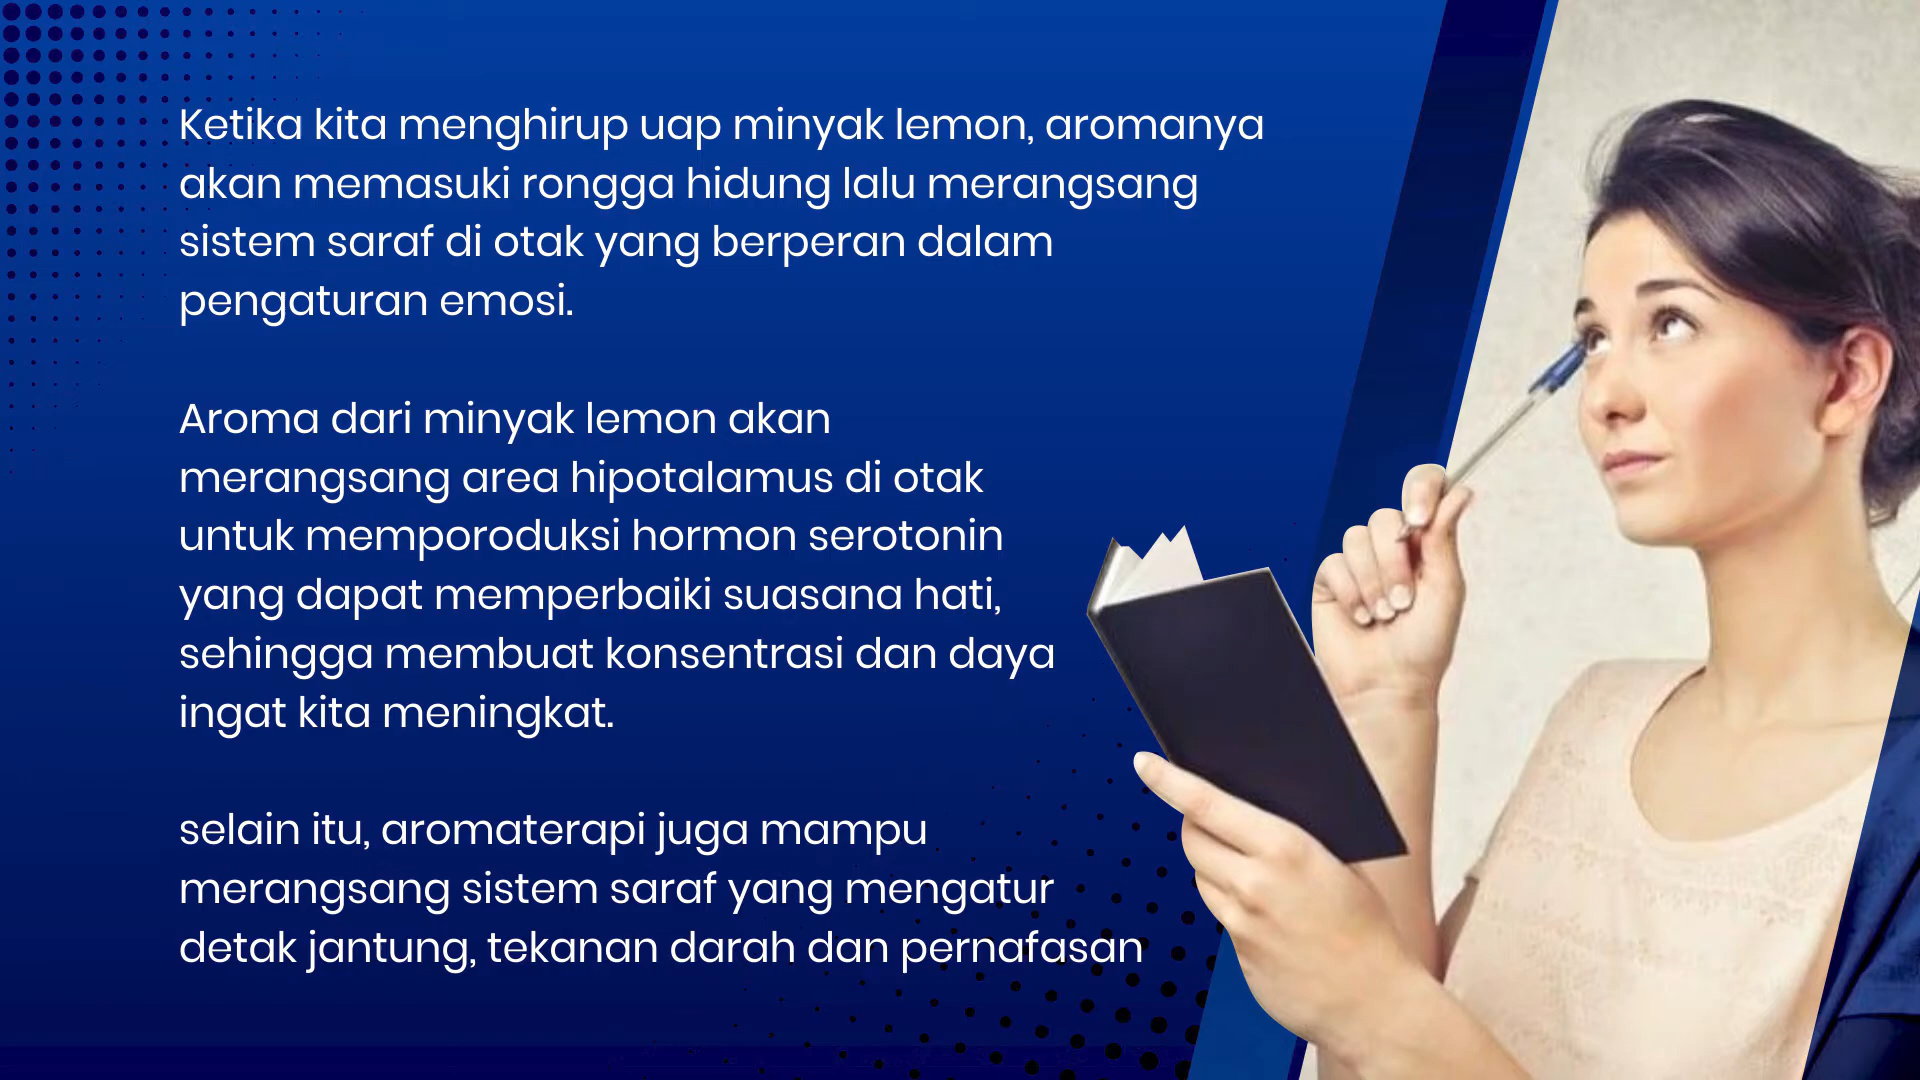 Ketika kita menghirup uap minyak lemon, aromanya
akan memasuki rongga hidung lalu merangsang
sistem saraf di otak yang berperan dalam
pengaturan emosi.
Aroma dari minyak lemon akan
merangsang area hipotalamus di otak
untuk memporoduksi hormon serotonin
yang dapat memperbaiki suasana hati,
sehingga membuat konsentrasi dan daya
ingat kita meningkat.
selain itu, aromaterapi juga mampu
merangsang sistem saraf yang mengatur
detak jantung, tekanan darah dan pernafasan